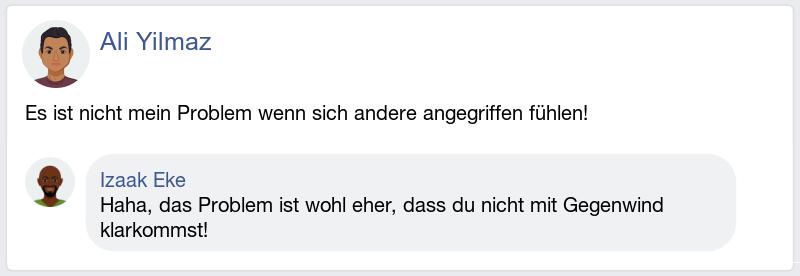 Ali Yilmaz
Es ist nicht mein Problem wenn sich andere angegriffen fühlen!
Izaak Eke
Haha, das Problem ist wohl eher, dass du nicht mit Gegenwind
klarkommst!